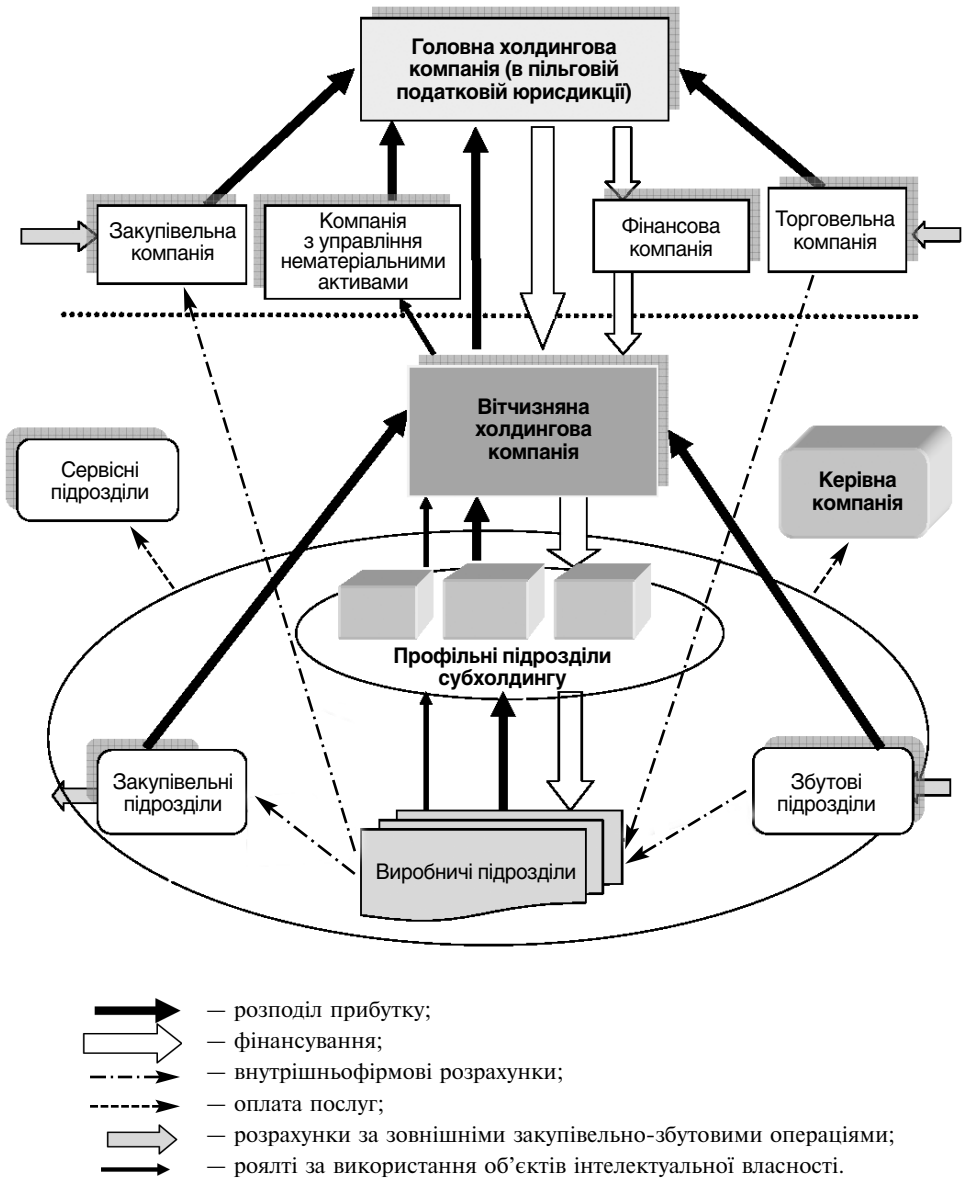 Головна холдингова
компанія (в пільговій
податковій юрисдикції)
Закупівельна
компанія
Компанія
з управління
нематеріальними
активами
Фінансова
компанія
Торговельна
компанія
Вітчизняна
холдингова
компанія
Сервісні
підрозділи
Керівна
компанія
Профільні підрозділи
субхолдингу
Закупівельні
підрозділи
Збутові
підрозділи
Виробничі підрозділи
— розподіл прибутку;
— фінансування;
— внутрішньофірмові розрахунки;
— оплата послуг;
— розрахунки за зовнішніми закупівельно-збутовими операціями;
— роялті за використання об’єктів інтелектуальної власності.